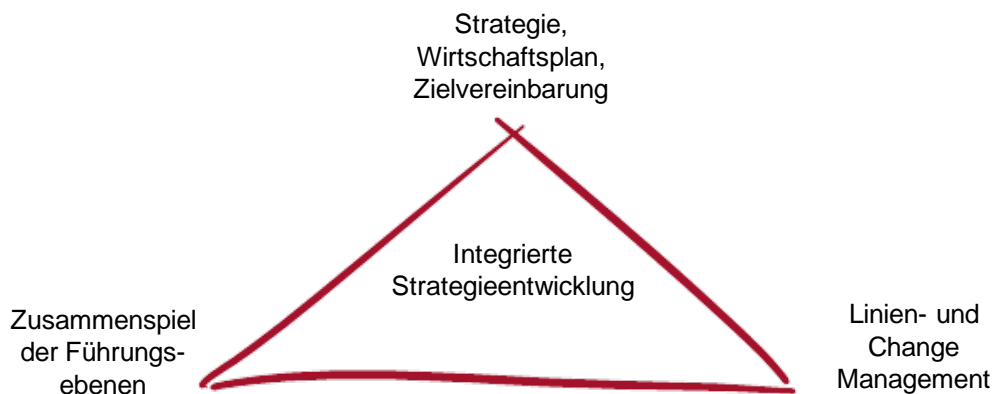 Strategie,
Wirtschaftsplan,
Zielvereinbarung
Integrierte
Strategieentwicklung
Zusammenspiel
der Führungs-
ebenen
Linien- und
Change
Management